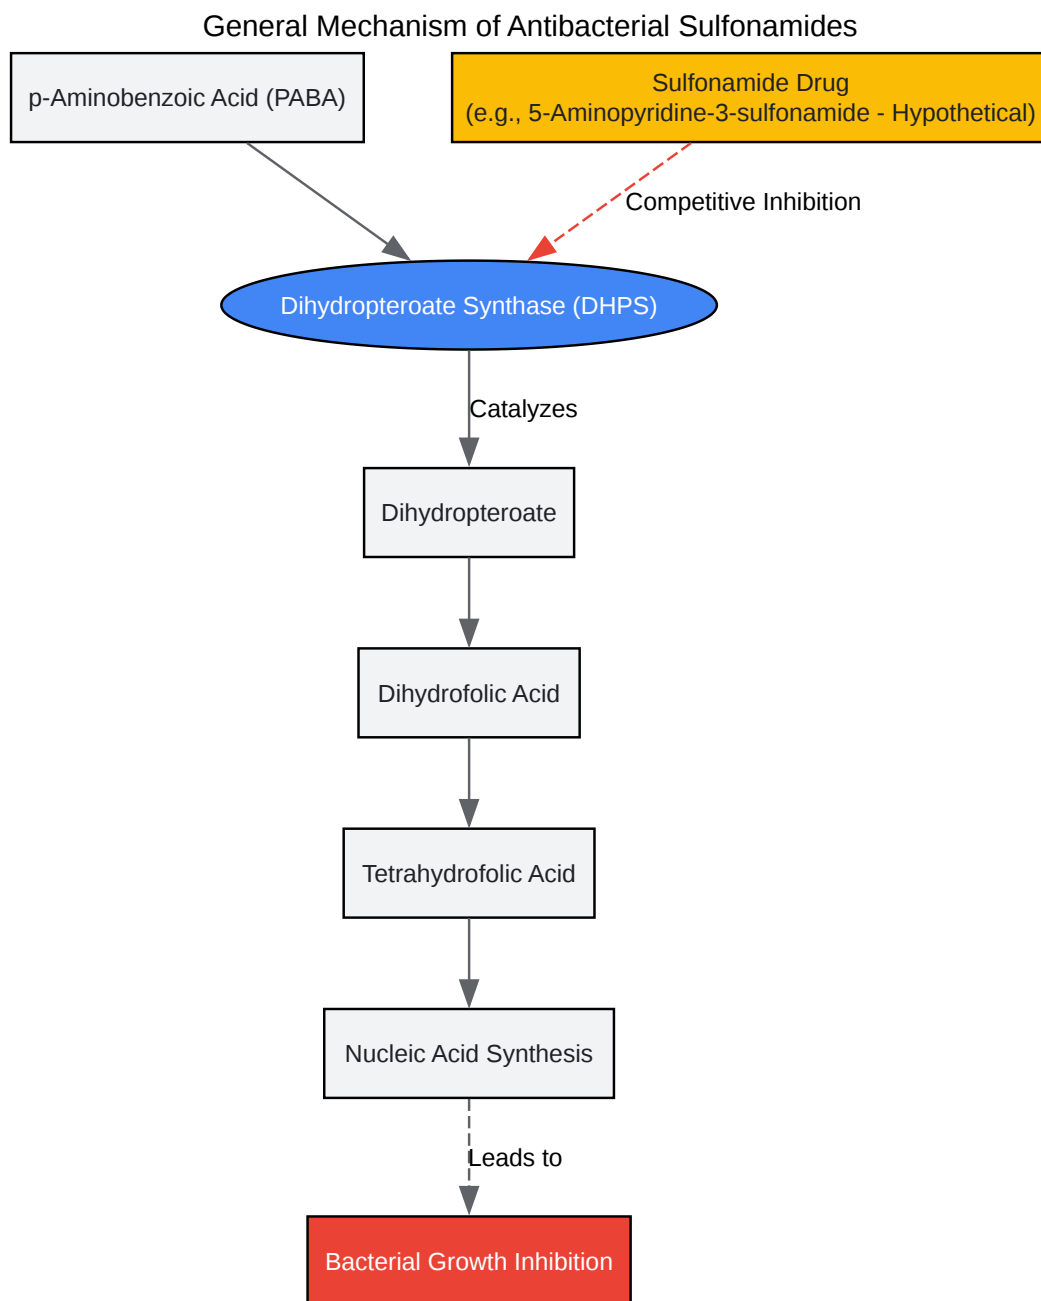 General Mechanism of Antibacterial Sulfonamides
p-Aminobenzoic Acid (PABA)
Sulfonamide Drug
(e.g., 5-Aminopyridine-3-sulfonamide - Hypothetical)
Competitive Inhibition
Dihydropteroate Synthase (DHPS)
Catalyzes
Dihydropteroate
Dihydrofolic Acid
Tetrahydrofolic Acid
Nucleic Acid Synthesis
Leads to
Bacterial Growth Inhibition